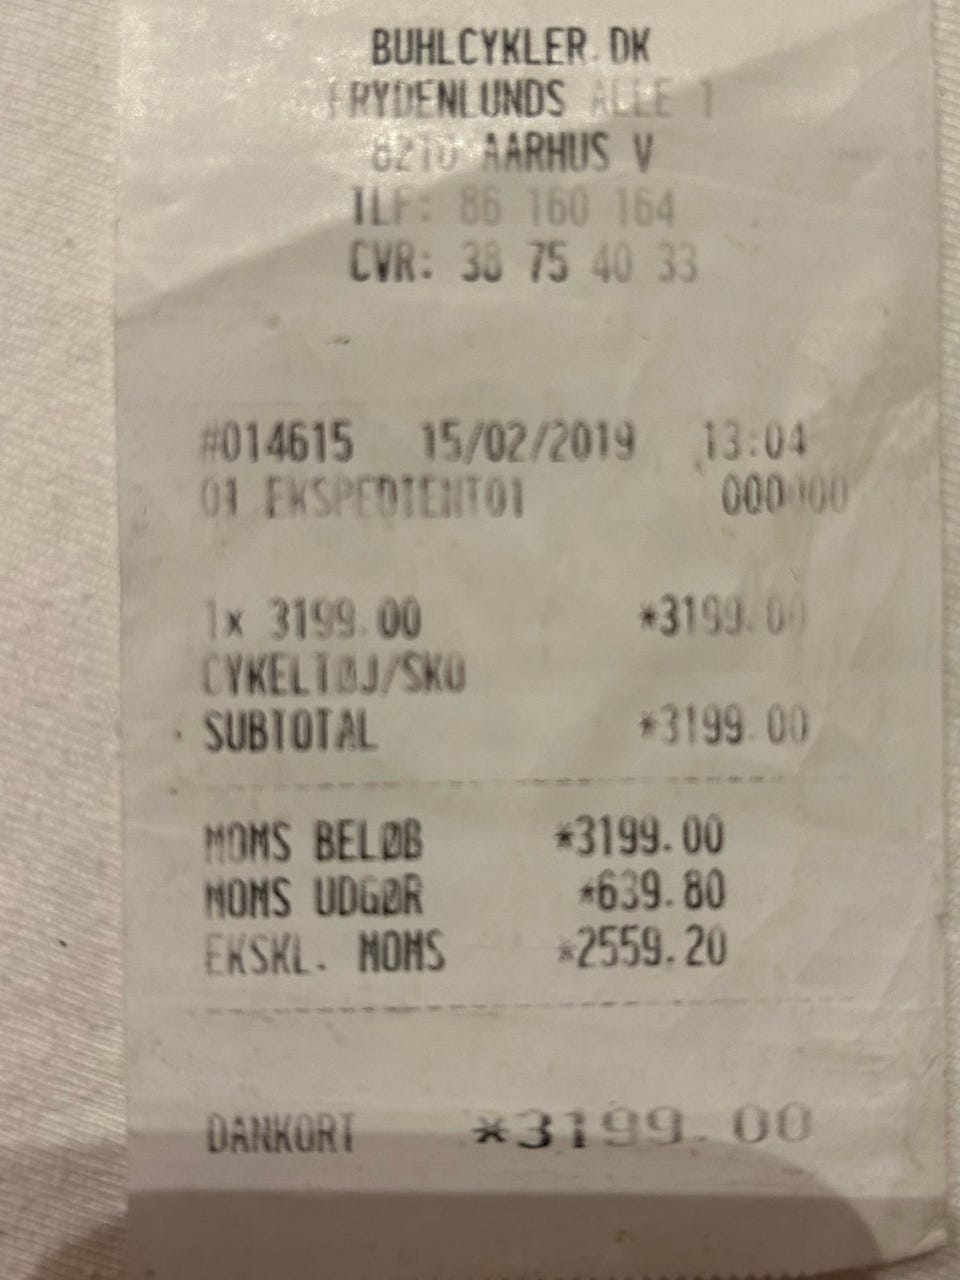 BUHLCYKLER.DK
FRYDENLUNDS ALLE 1
8210 AARHUS V
TLF: 86 160 164
CVR: 38 75 40 33
#014615 15/02/2019 13:04
01 EKSPEDIENT01 000000
1x 3199.00 *3199.00
CYKELTØJ/SKO
SUBTOTAL *3199.00
MOMS BELØB *3199.00
MOMS UDGØR *639.80
EKSKL. MOMS *2559.20
DANKORT *3199.00